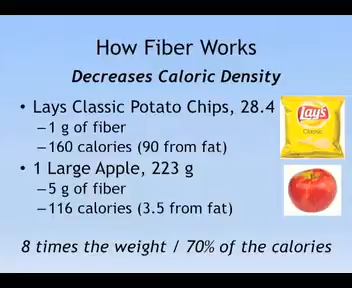 How Fiber Works
Decreases Caloric Density
• Lays Classic Potato Chips, 28.4
–1 g of fiber
–160 calories (90 from fat)
• 1 Large Apple, 223 g
–5 g of fiber
–116 calories (3.5 from fat)
8 times the weight / 70% of the calories
Lay's
Classic